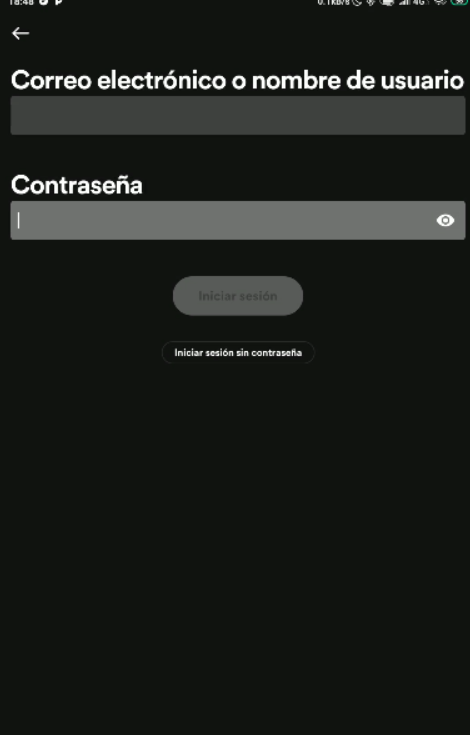 18:48
0.1KB/s 4G
Correo electrónico o nombre de usuario
Contraseña
Iniciar sesión
Iniciar sesión sin contraseña